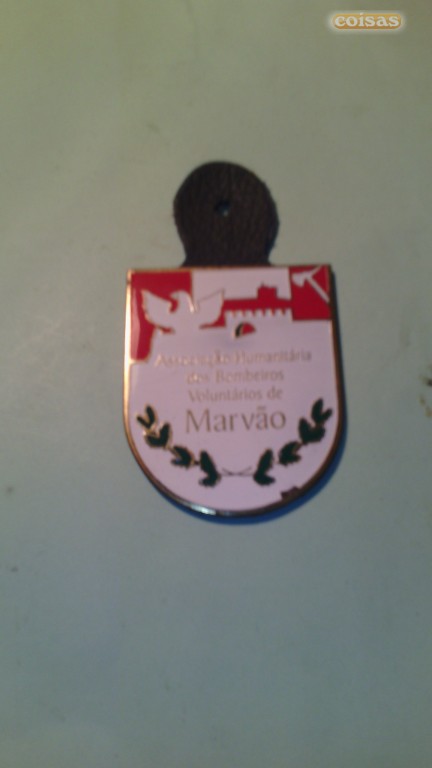 coisas
Associação Humanitária
dos Bombeiros
Voluntários de
Marvão